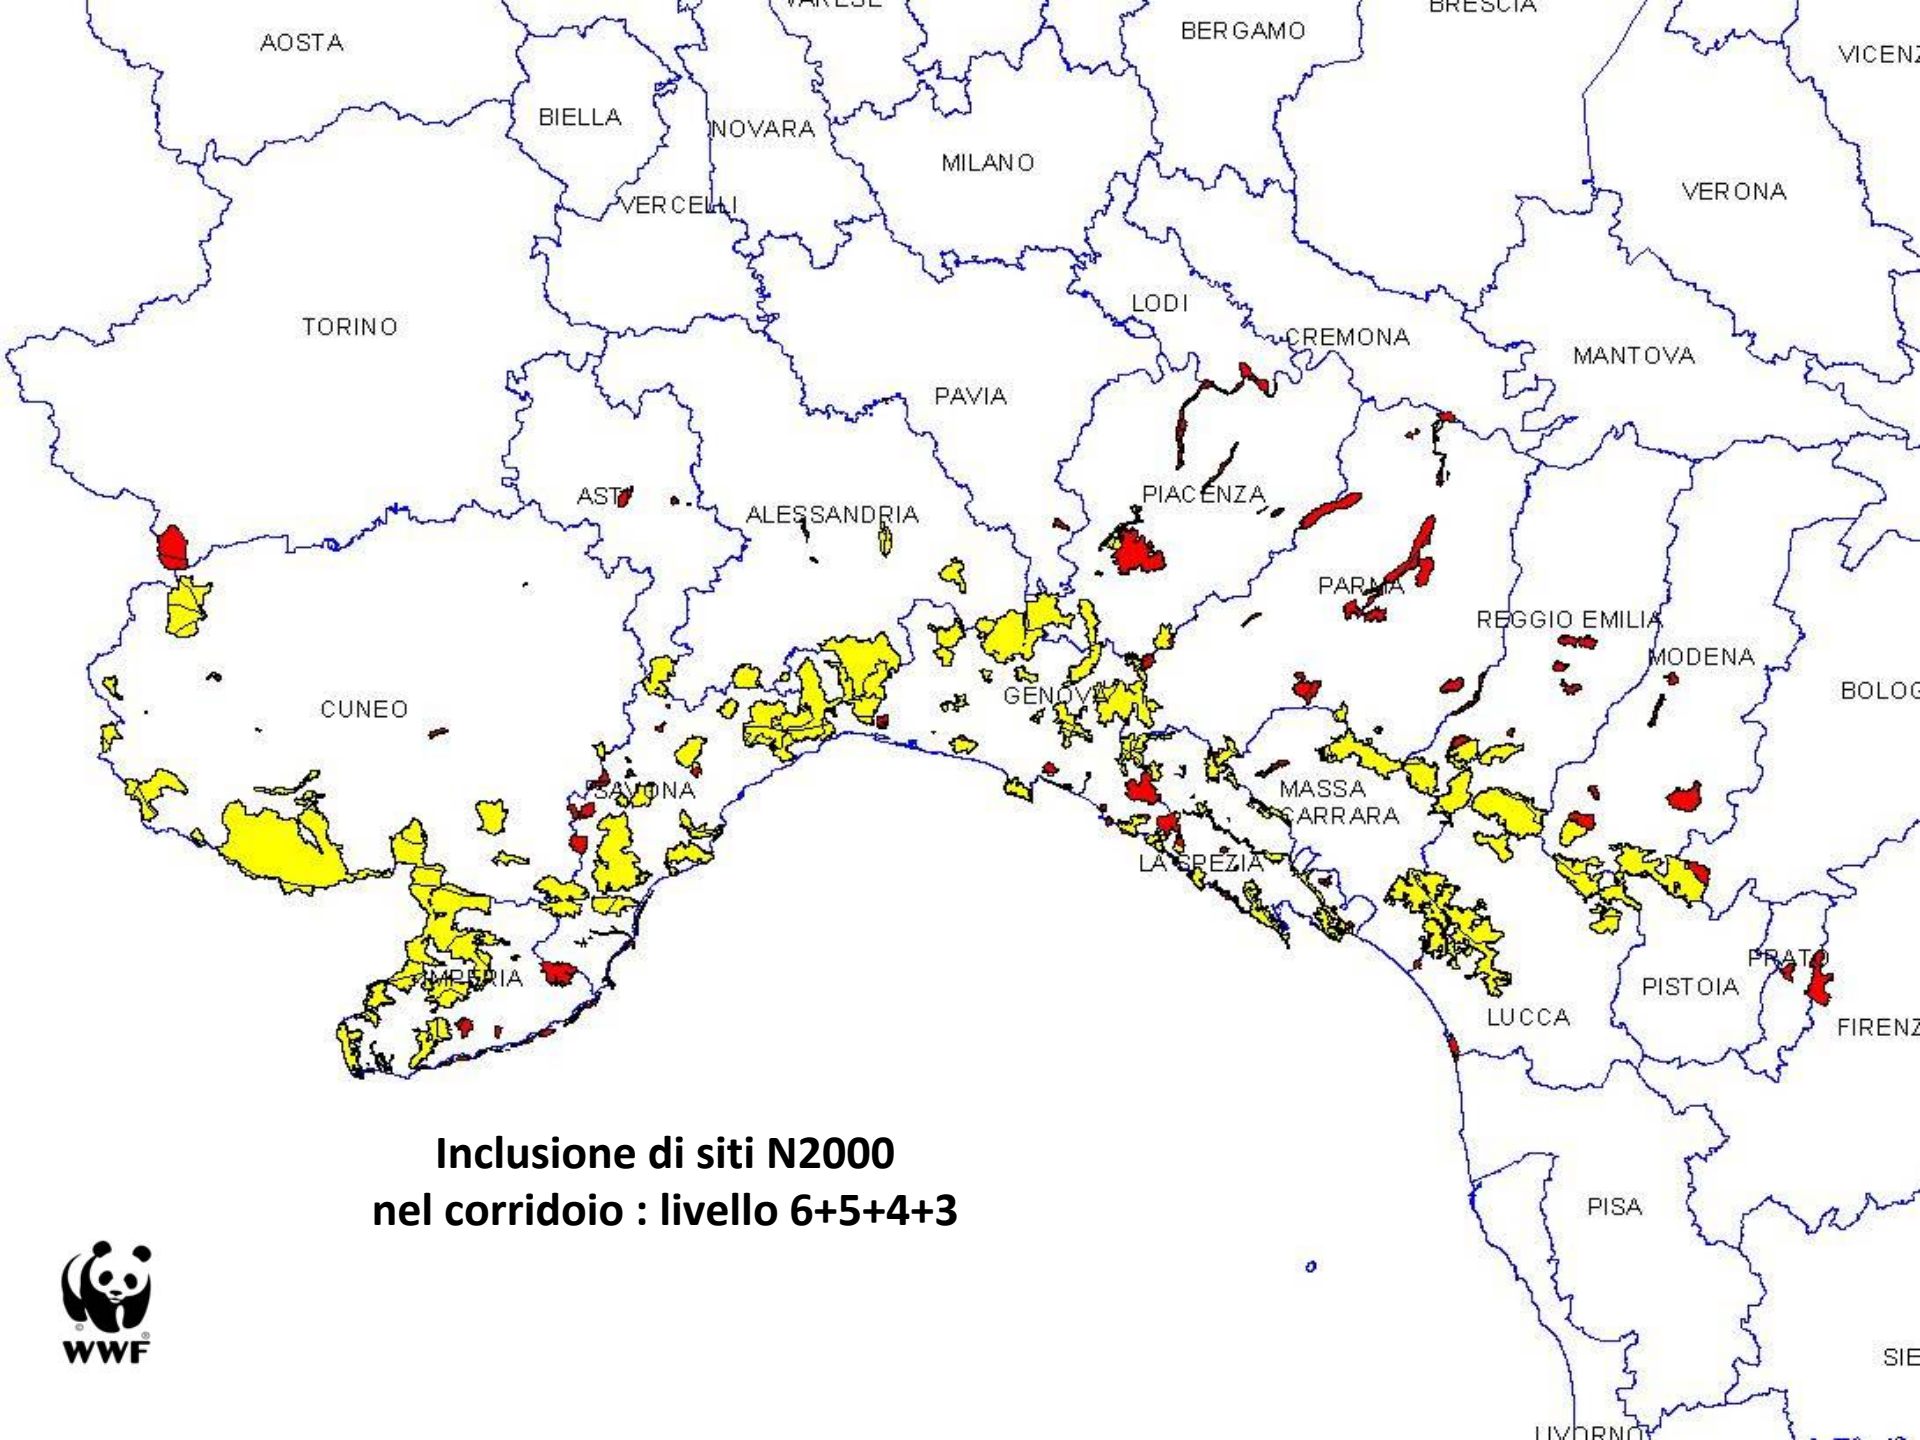 VARESE
BRESCIA
AOSTA
BERGAMO
BIELLA
NOVARA
MILANO
VERCELLI
VERONA
TORINO
LODI
CREMONA
MANTOVA
PAVIA
ASTI
ALESSANDRIA
PIACENZA
PARMA
REGGIO EMILIA
MODENA
CUNEO
GENOVA
SAVONA
MASSA
CARRARA
LA SPEZIA
IMPERIA
PRATO
PISTOIA
LUCCA
PISA
LIVORNO
VICENZ
BOLOG
FIRENZ
SIE
Inclusione di siti N2000
nel corridoio : livello 6+5+4+3
©
®
WWF